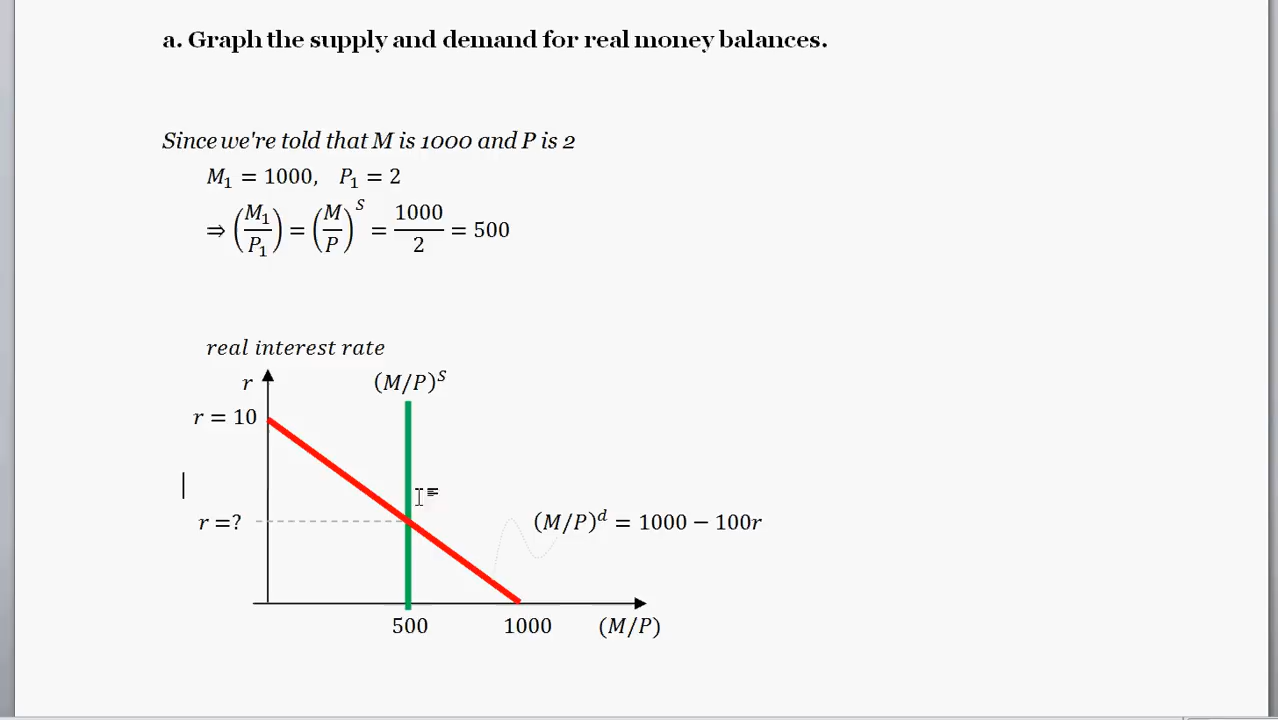 a. Graph the supply and demand for real money balances.
Since we're told that M is 1000 and P is 2
M₁ = 1000, P₁ = 2
⇒ (M₁/P₁) = (M/P)ˢ = 1000/2 = 500
real interest rate
r
(M/P)ˢ
r = 10
r =?
(M/P)ᵈ = 1000 − 100r
500
1000
(M/P)